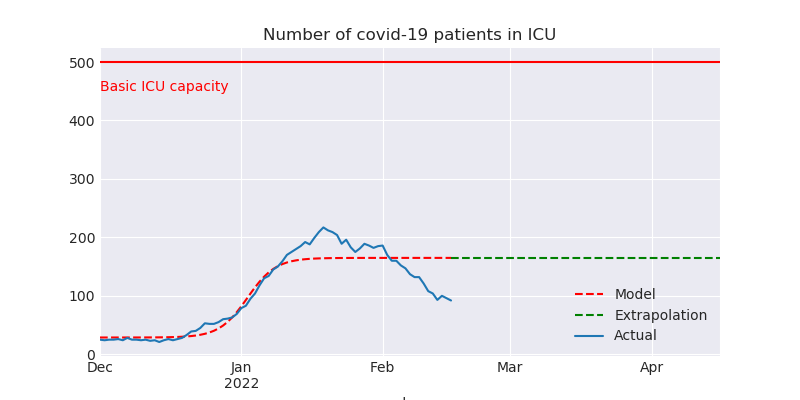 Number of covid-19 patients in ICU
500
Basic ICU capacity
400
300
200
100
0
Model
Extrapolation
Actual
Dec Jan Feb Mar Apr
2022